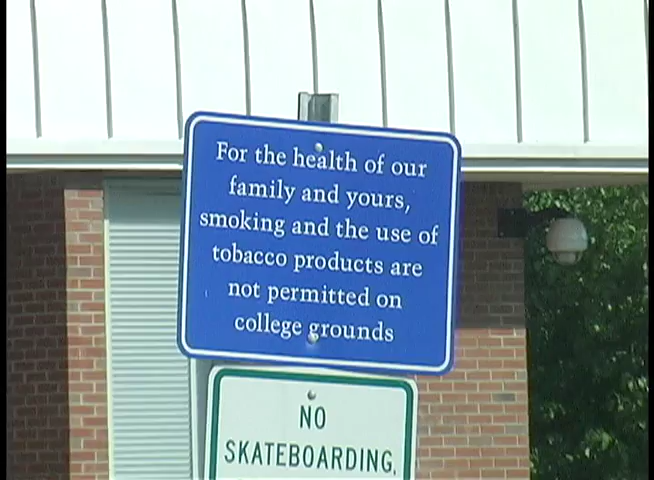 For the health of our
family and yours,
smoking and the use of
tobacco products are
not permitted on
college grounds
NO
SKATEBOARDING,